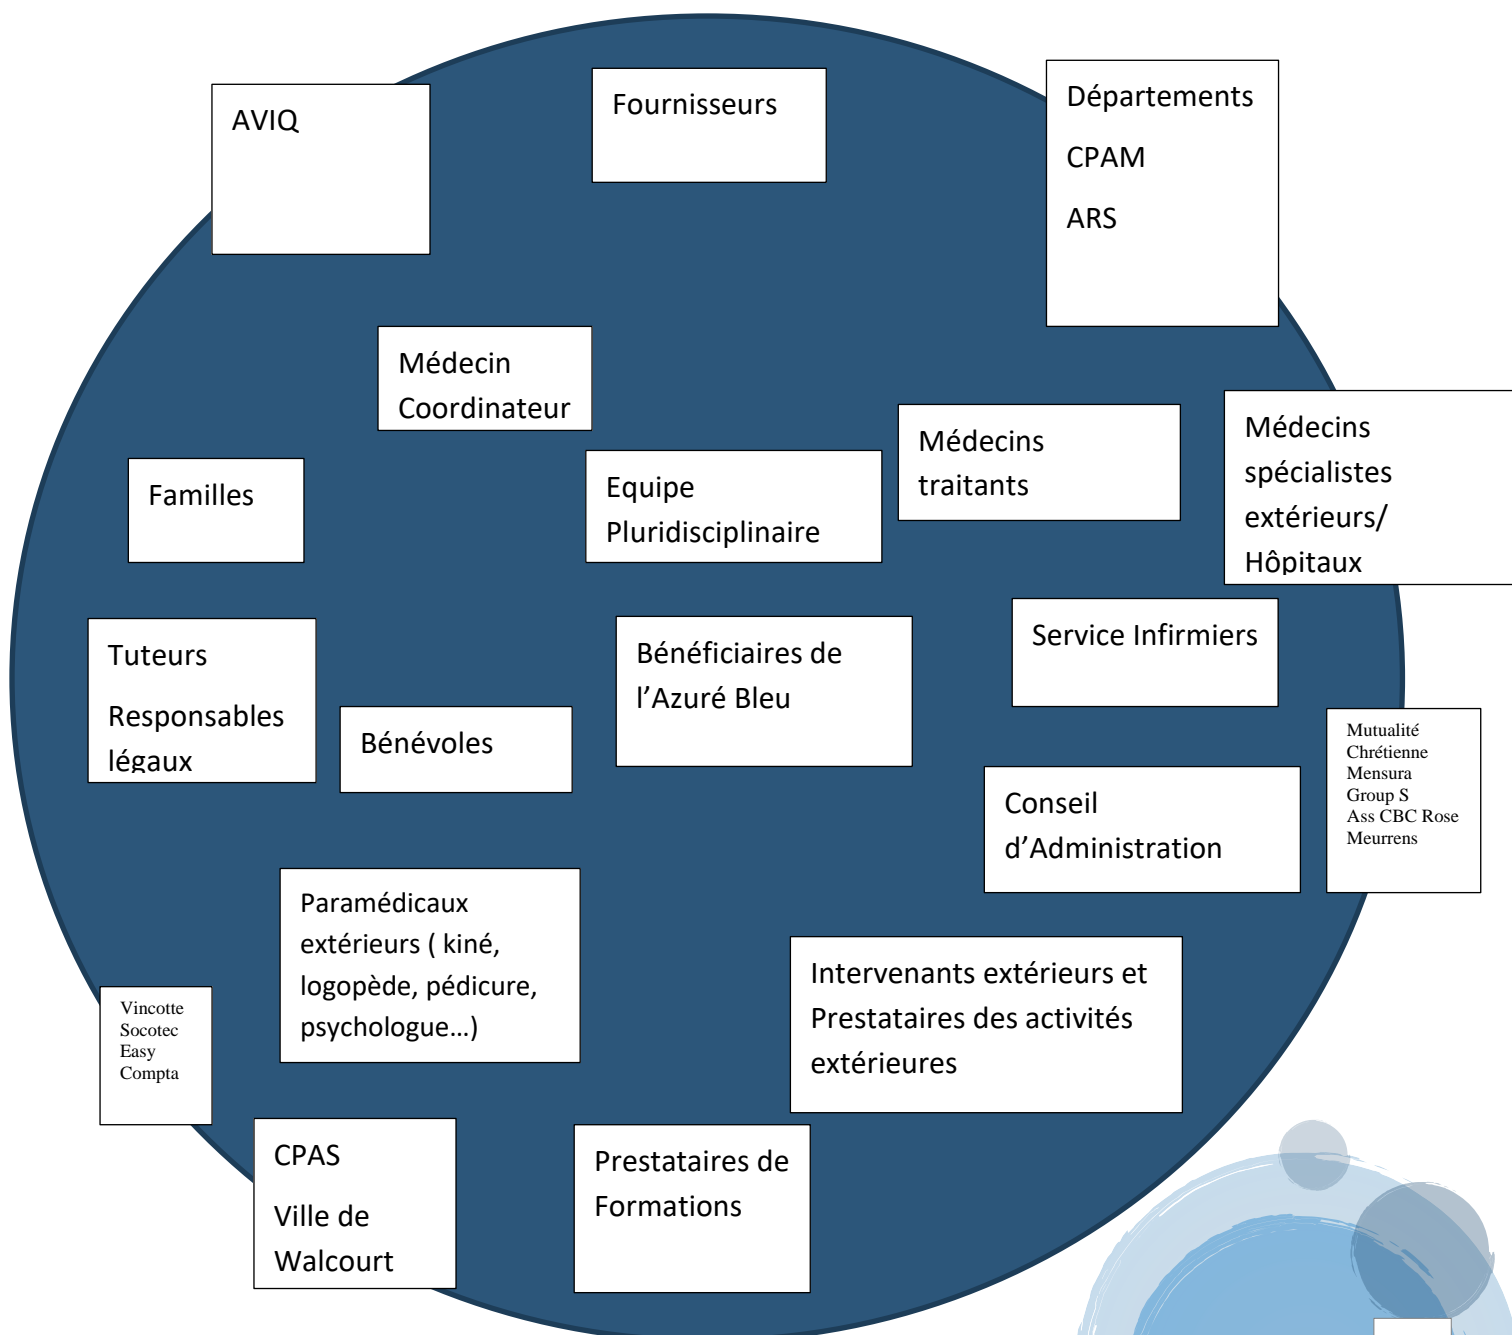 AVIQ
Fournisseurs
Départements
CPAM
ARS
Médecin
Coordinateur
Médecins
traitants
Médecins
spécialistes
extérieurs/
Hôpitaux
Familles
Equipe
Pluridisciplinaire
Tuteurs
Responsables
légaux
Bénévoles
Bénéficiaires de
l’Azuré Bleu
Service Infirmiers
Mutualité
Chrétienne
Mensura
Group S
Ass CBC Rose
Meurrens
Conseil
d’Administration
Paramédicaux
extérieurs ( kiné,
logopède, pédicure,
psychologue…)
Intervenants extérieurs et
Prestataires des activités
extérieures
Vincotte
Socotec
Easy
Compta
CPAS
Ville de
Walcourt
Prestataires de
Formations